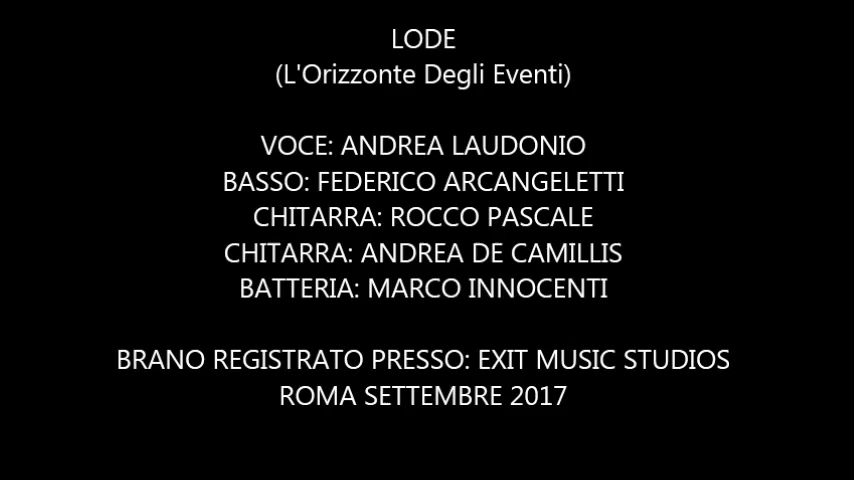 LODE
(L'Orizzonte Degli Eventi)
VOCE: ANDREA LAUDONIO
BASSO: FEDERICO ARCANGELETTI
CHITARRA: ROCCO PASCALE
CHITARRA: ANDREA DE CAMILLIS
BATTERIA: MARCO INNOCENTI
BRANO REGISTRATO PRESSO: EXIT MUSIC STUDIOS
ROMA SETTEMBRE 2017